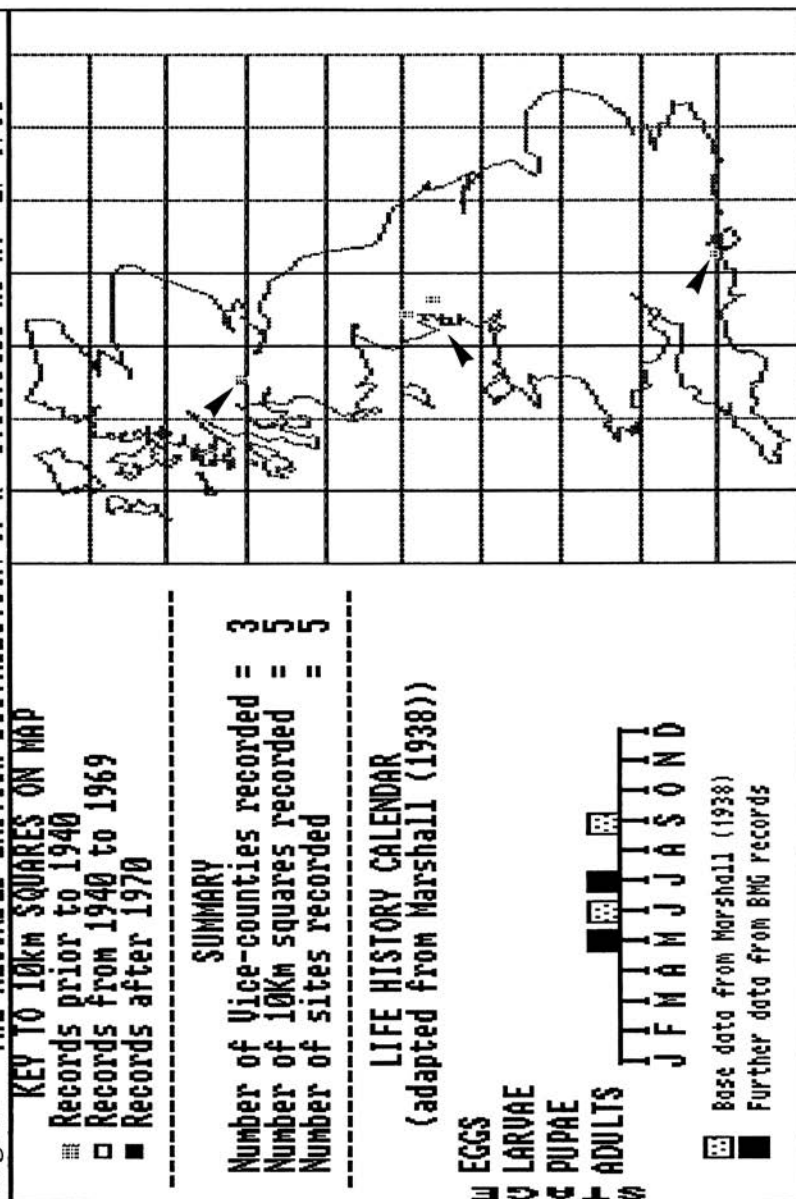 KEY TO 10km SQUARES ON MAP
Records prior to 1940
Records from 1940 to 1969
Records after 1970
SUMMARY
Number of Vice-counties recorded = 3
Number of 10Km squares recorded = 5
Number of sites recorded = 5
LIFE HISTORY CALENDAR
(adapted from Marshall (1938))
EGGS
LARVAE
PUPAE
ADULTS
J F M A M J J A S O N D
Base data from Marshall (1938)
Further data from BMG records